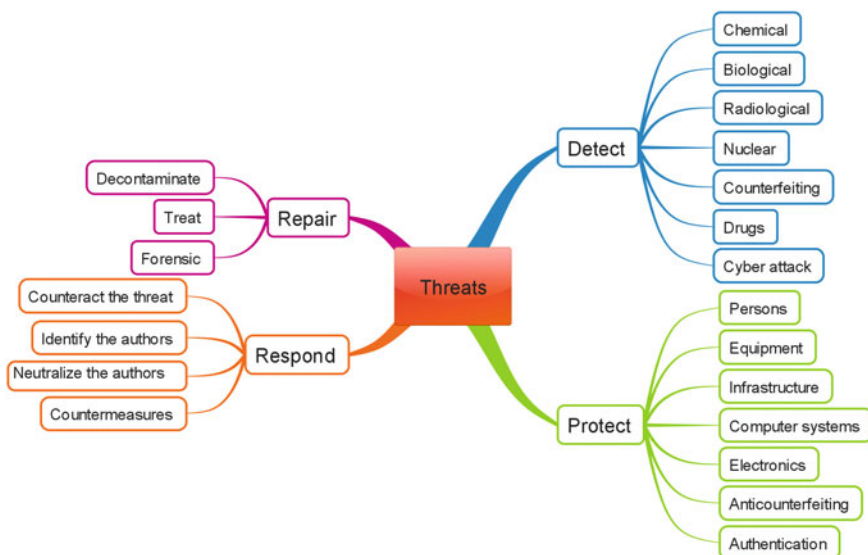 Threats
Detect
Chemical
Biological
Radiological
Nuclear
Counterfeiting
Drugs
Cyber attack
Protect
Persons
Equipment
Infrastructure
Computer systems
Electronics
Anticounterfeiting
Authentication
Repair
Decontaminate
Treat
Forensic
Respond
Counteract the threat
Identify the authors
Neutralize the authors
Countermeasures